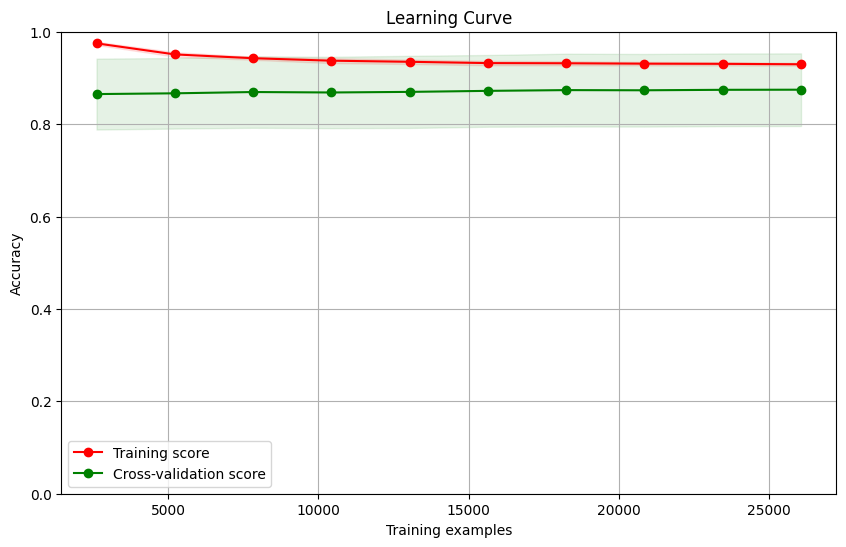 Learning Curve
1.0
0.8
0.6
0.4
0.2
0.0
Accuracy
Training score
Cross-validation score
5000 10000 15000 20000 25000
Training examples